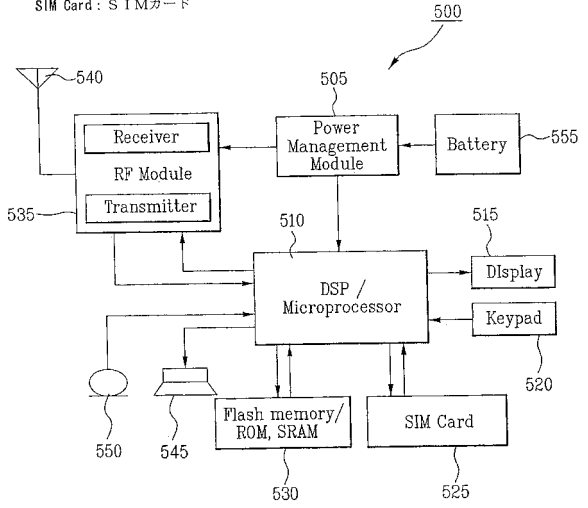 SIM Card : ＳＩＭカード
500
540
505
Receiver
RF Module
Transmitter
535
Power
Management
Module
Battery
555
510
DSP /
Microprocessor
515
DIsplay
Keypad
520
550
545
Flash memory/
ROM, SRAM
530
SIM Card
525